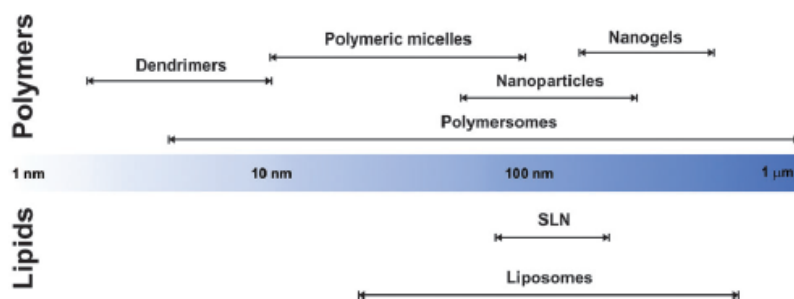 Polymers
Polymeric micelles
Nanogels
Dendrimers
Nanoparticles
Polymersomes
1 nm 10 nm 100 nm 1 μm
Lipids
SLN
Liposomes